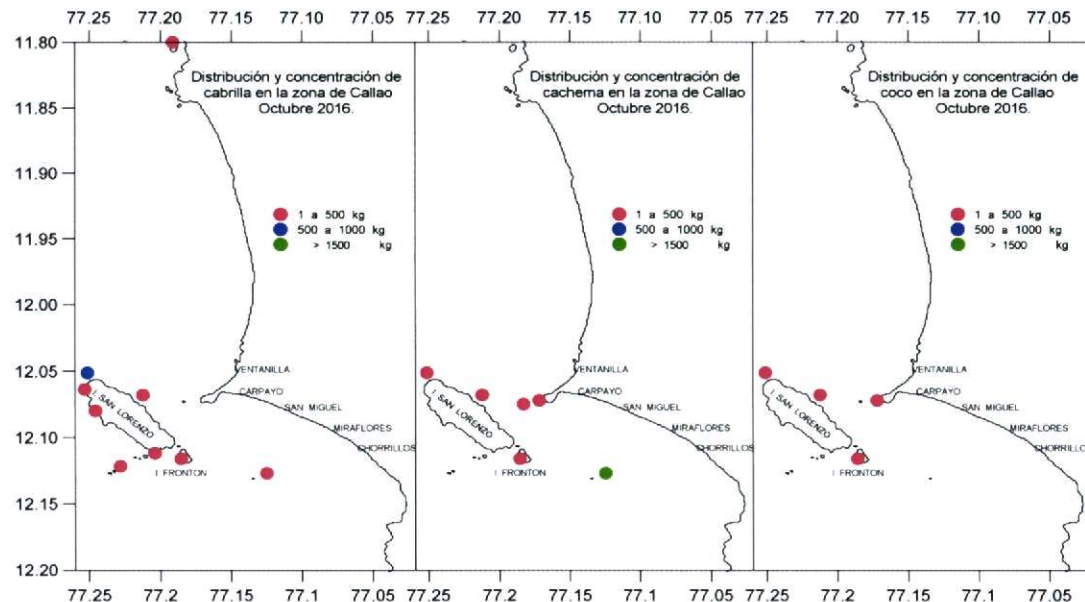 77.25 77.20 77.15 77.10 77.05 77.25 77.20 77.15 77.10 77.05 77.25 77.20 77.15 77.10 77.05
11.80
11.85
11.90
11.95
12.00
12.05
12.10
12.15
12.20
Distribución y concentración de
cabrilla en la zona de Callao
Octubre 2016.
1 a 500 kg
500 a 1000 kg
> 1500 kg
VENTANILLA
CARPAYO
SAN MIGUEL
MIRAFLORES
CHORRILLOS
I. SAN LORENZO
I. FRONTON
Distribución y concentración de
cachema en la zona de Callao
Octubre 2016.
1 a 500 kg
500 a 1000 kg
> 1500 kg
VENTANILLA
CARPAYO
SAN MIGUEL
MIRAFLORES
CHORRILLOS
I. SAN LORENZO
I. FRONTON
Distribución y concentración de
coco en la zona de Callao
Octubre 2016.
1 a 500 kg
500 a 1000 kg
> 1500 kg
VENTANILLA
CARPAYO
SAN MIGUEL
MIRAFLORES
CHORRILLOS
I. SAN LORENZO
I. FRONTON
77.25 77.20 77.15 77.10 77.05 77.25 77.20 77.15 77.10 77.05 77.25 77.20 77.15 77.10 77.05